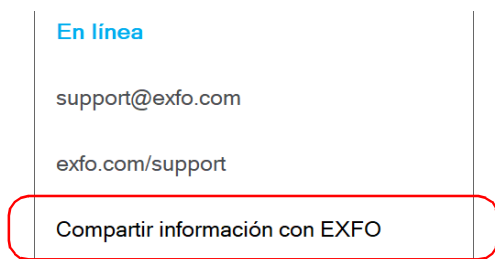 En línea
support@exfo.com
exfo.com/support
Compartir información con EXFO